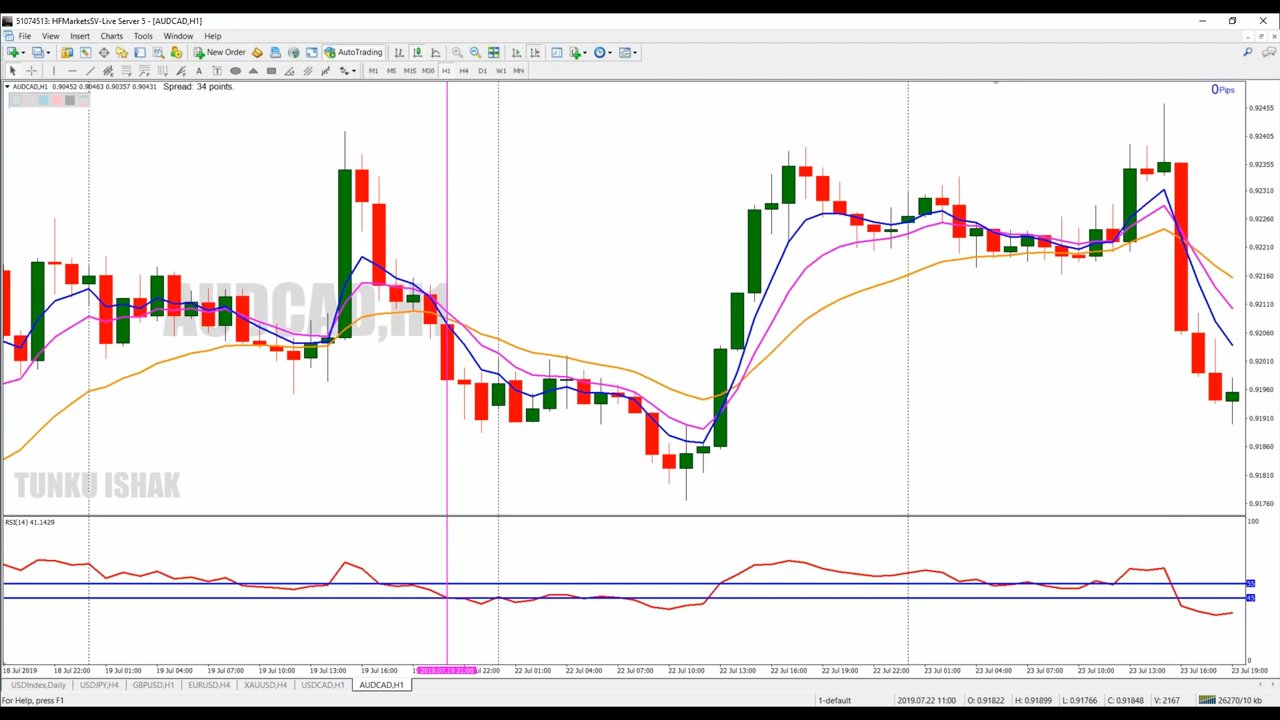 51074513: HFMarketsSV-Live Server 5 - [AUDCAD,H1]
File View Insert Charts Tools Window Help
New Order AutoTrading
A T M1 M5 M15 M30 H1 H4 D1 W1 MN
AUDCAD,H1 0.90452 0.90463 0.90357 0.90431 Spread: 34 points.
0Pips
0.92455
0.92405
0.92355
0.92310
0.92260
0.92210
0.92160
0.92110
0.92060
0.92010
0.91960
0.91910
0.91860
0.91810
0.91760
AUDCAD,H1
TUNKU ISHAK
RSI(14) 41.1429
100
55
45
0
18 Jul 2019 18 Jul 22:00 19 Jul 01:00 19 Jul 04:00 19 Jul 07:00 19 Jul 10:00 19 Jul 13:00 19 Jul 16:00 2019.07.19 21:00 22:00 22 Jul 01:00 22 Jul 04:00 22 Jul 07:00 22 Jul 10:00 22 Jul 13:00 22 Jul 16:00 22 Jul 19:00 22 Jul 22:00 23 Jul 01:00 23 Jul 04:00 23 Jul 07:00 23 Jul 10:00 23 Jul 13:00 23 Jul 16:00 23 Jul 19:00
USDIndex,Daily USDJPY,H4 GBPUSD,H1 EURUSD,H4 XAUUSD,H4 USDCAD,H1 AUDCAD,H1
For Help, press F1 1-default 2019.07.22 11:00 O: 0.91822 H: 0.91899 L: 0.91766 C: 0.91848 V: 2167 26270/10 kb